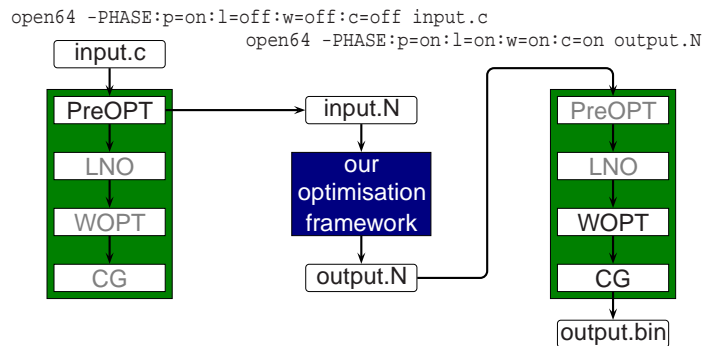 open64 -PHASE:p=on:l=off:w=off:c=off input.c
open64 -PHASE:p=on:l=on:w=on:c=on output.N
input.c
PreOPT
LNO
WOPT
CG
input.N
our
optimisation
framework
output.N
PreOPT
LNO
WOPT
CG
output.bin